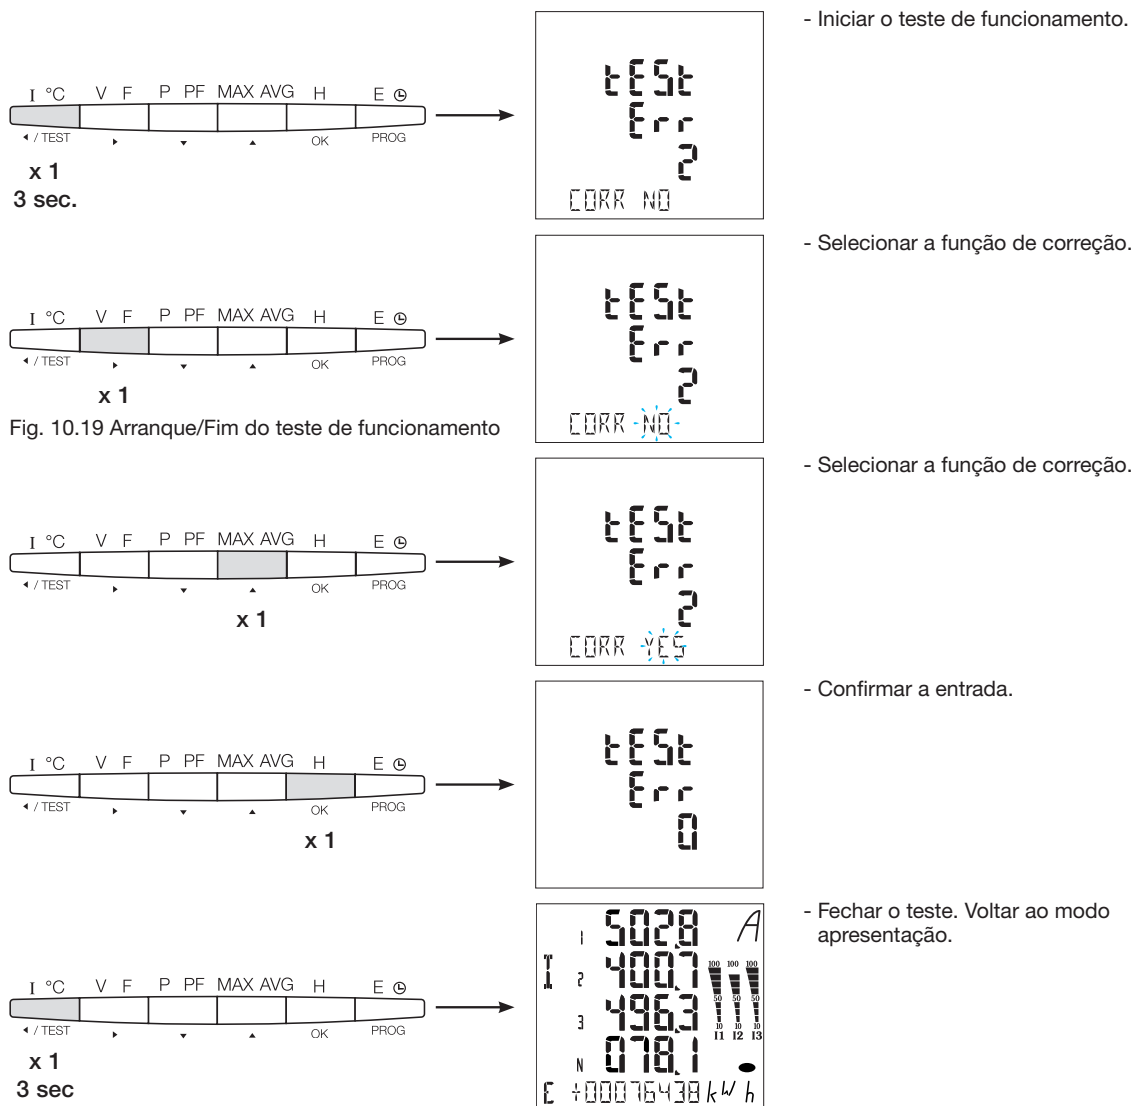 I °C V F P PF MAX AVG H E
/ TEST OK PROG
x 1
3 sec.
tESt
Err
2
CORR NO
- Iniciar o teste de funcionamento.
I °C V F P PF MAX AVG H E
/ TEST OK PROG
x 1
Fig. 10.19 Arranque/Fim do teste de funcionamento
tESt
Err
2
CORR NO
- Selecionar a função de correção.
I °C V F P PF MAX AVG H E
/ TEST OK PROG
x 1
tESt
Err
2
CORR YES
- Selecionar a função de correção.
I °C V F P PF MAX AVG H E
/ TEST OK PROG
x 1
tESt
Err
0
- Confirmar a entrada.
I °C V F P PF MAX AVG H E
/ TEST OK PROG
x 1
3 sec
1 502.8 A
I 2 400.7
3 496.3
N 078.1
100 100 100
50 50 50
10 10 10
I1 I2 I3
E +00076438 kWh
- Fechar o teste. Voltar ao modo
apresentação.